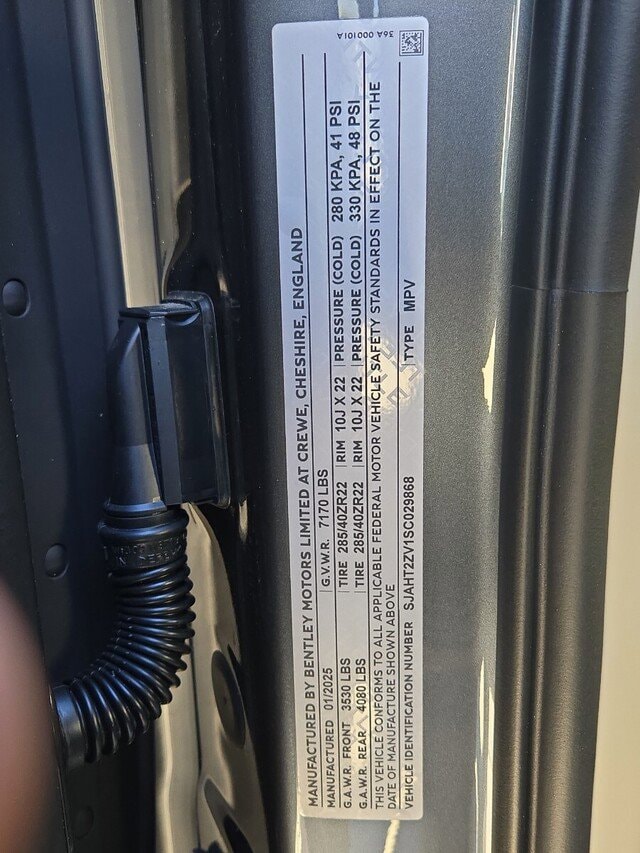 MANUFACTURED BY BENTLEY MOTORS LIMITED AT CREWE, CHESHIRE, ENGLAND
MANUFACTURED 01/2025 G.V.W.R. 7170 LBS
G.A.W.R. FRONT 3530 LBS TIRE 285/40ZR22 RIM 10J X 22 PRESSURE (COLD) 280 KPA, 41 PSI
G.A.W.R. REAR 4080 LBS TIRE 285/40ZR22 RIM 10J X 22 PRESSURE (COLD) 330 KPA, 48 PSI
THIS VEHICLE CONFORMS TO ALL APPLICABLE FEDERAL MOTOR VEHICLE SAFETY STANDARDS IN EFFECT ON THE
DATE OF MANUFACTURE SHOWN ABOVE
VEHICLE IDENTIFICATION NUMBER SJAHT2ZV1SC029868 TYPE MPV
36A 000101A